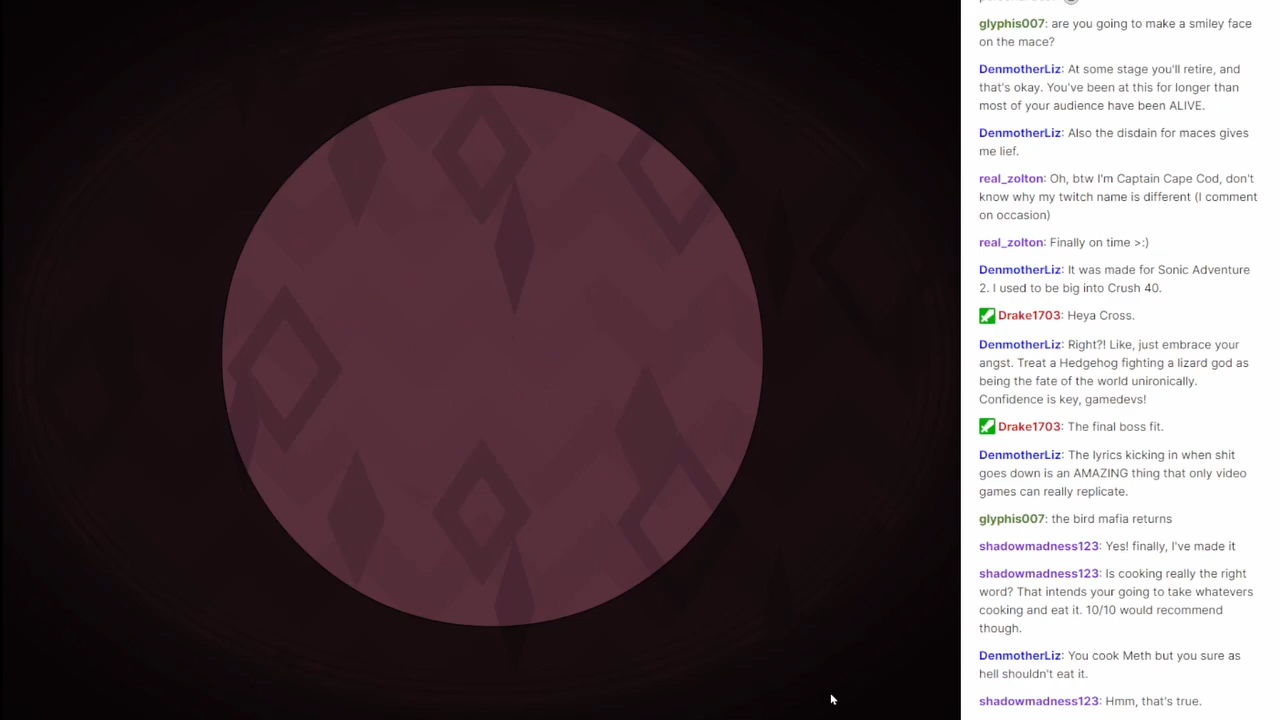 glyphis007: are you going to make a smiley face
on the mace?
DenmotherLiz: At some stage you'll retire, and
that's okay. You've been at this for longer than
most of your audience have been ALIVE.
DenmotherLiz: Also the disdain for maces gives
me lief.
real_zolton: Oh, btw I'm Captain Cape Cod, don't
know why my twitch name is different (I comment
on occasion)
real_zolton: Finally on time >:)
DenmotherLiz: It was made for Sonic Adventure
2. I used to be big into Crush 40.
Drake1703: Heya Cross.
DenmotherLiz: Right?! Like, just embrace your
angst. Treat a Hedgehog fighting a lizard god as
being the fate of the world unironically.
Confidence is key, gamedevs!
Drake1703: The final boss fit.
DenmotherLiz: The lyrics kicking in when shit
goes down is an AMAZING thing that only video
games can really replicate.
glyphis007: the bird mafia returns
shadowmadness123: Yes! finally, I've made it
shadowmadness123: Is cooking really the right
word? That intends your going to take whatevers
cooking and eat it. 10/10 would recommend
though.
DenmotherLiz: You cook Meth but you sure as
hell shouldn't eat it.
shadowmadness123: Hmm, that's true.